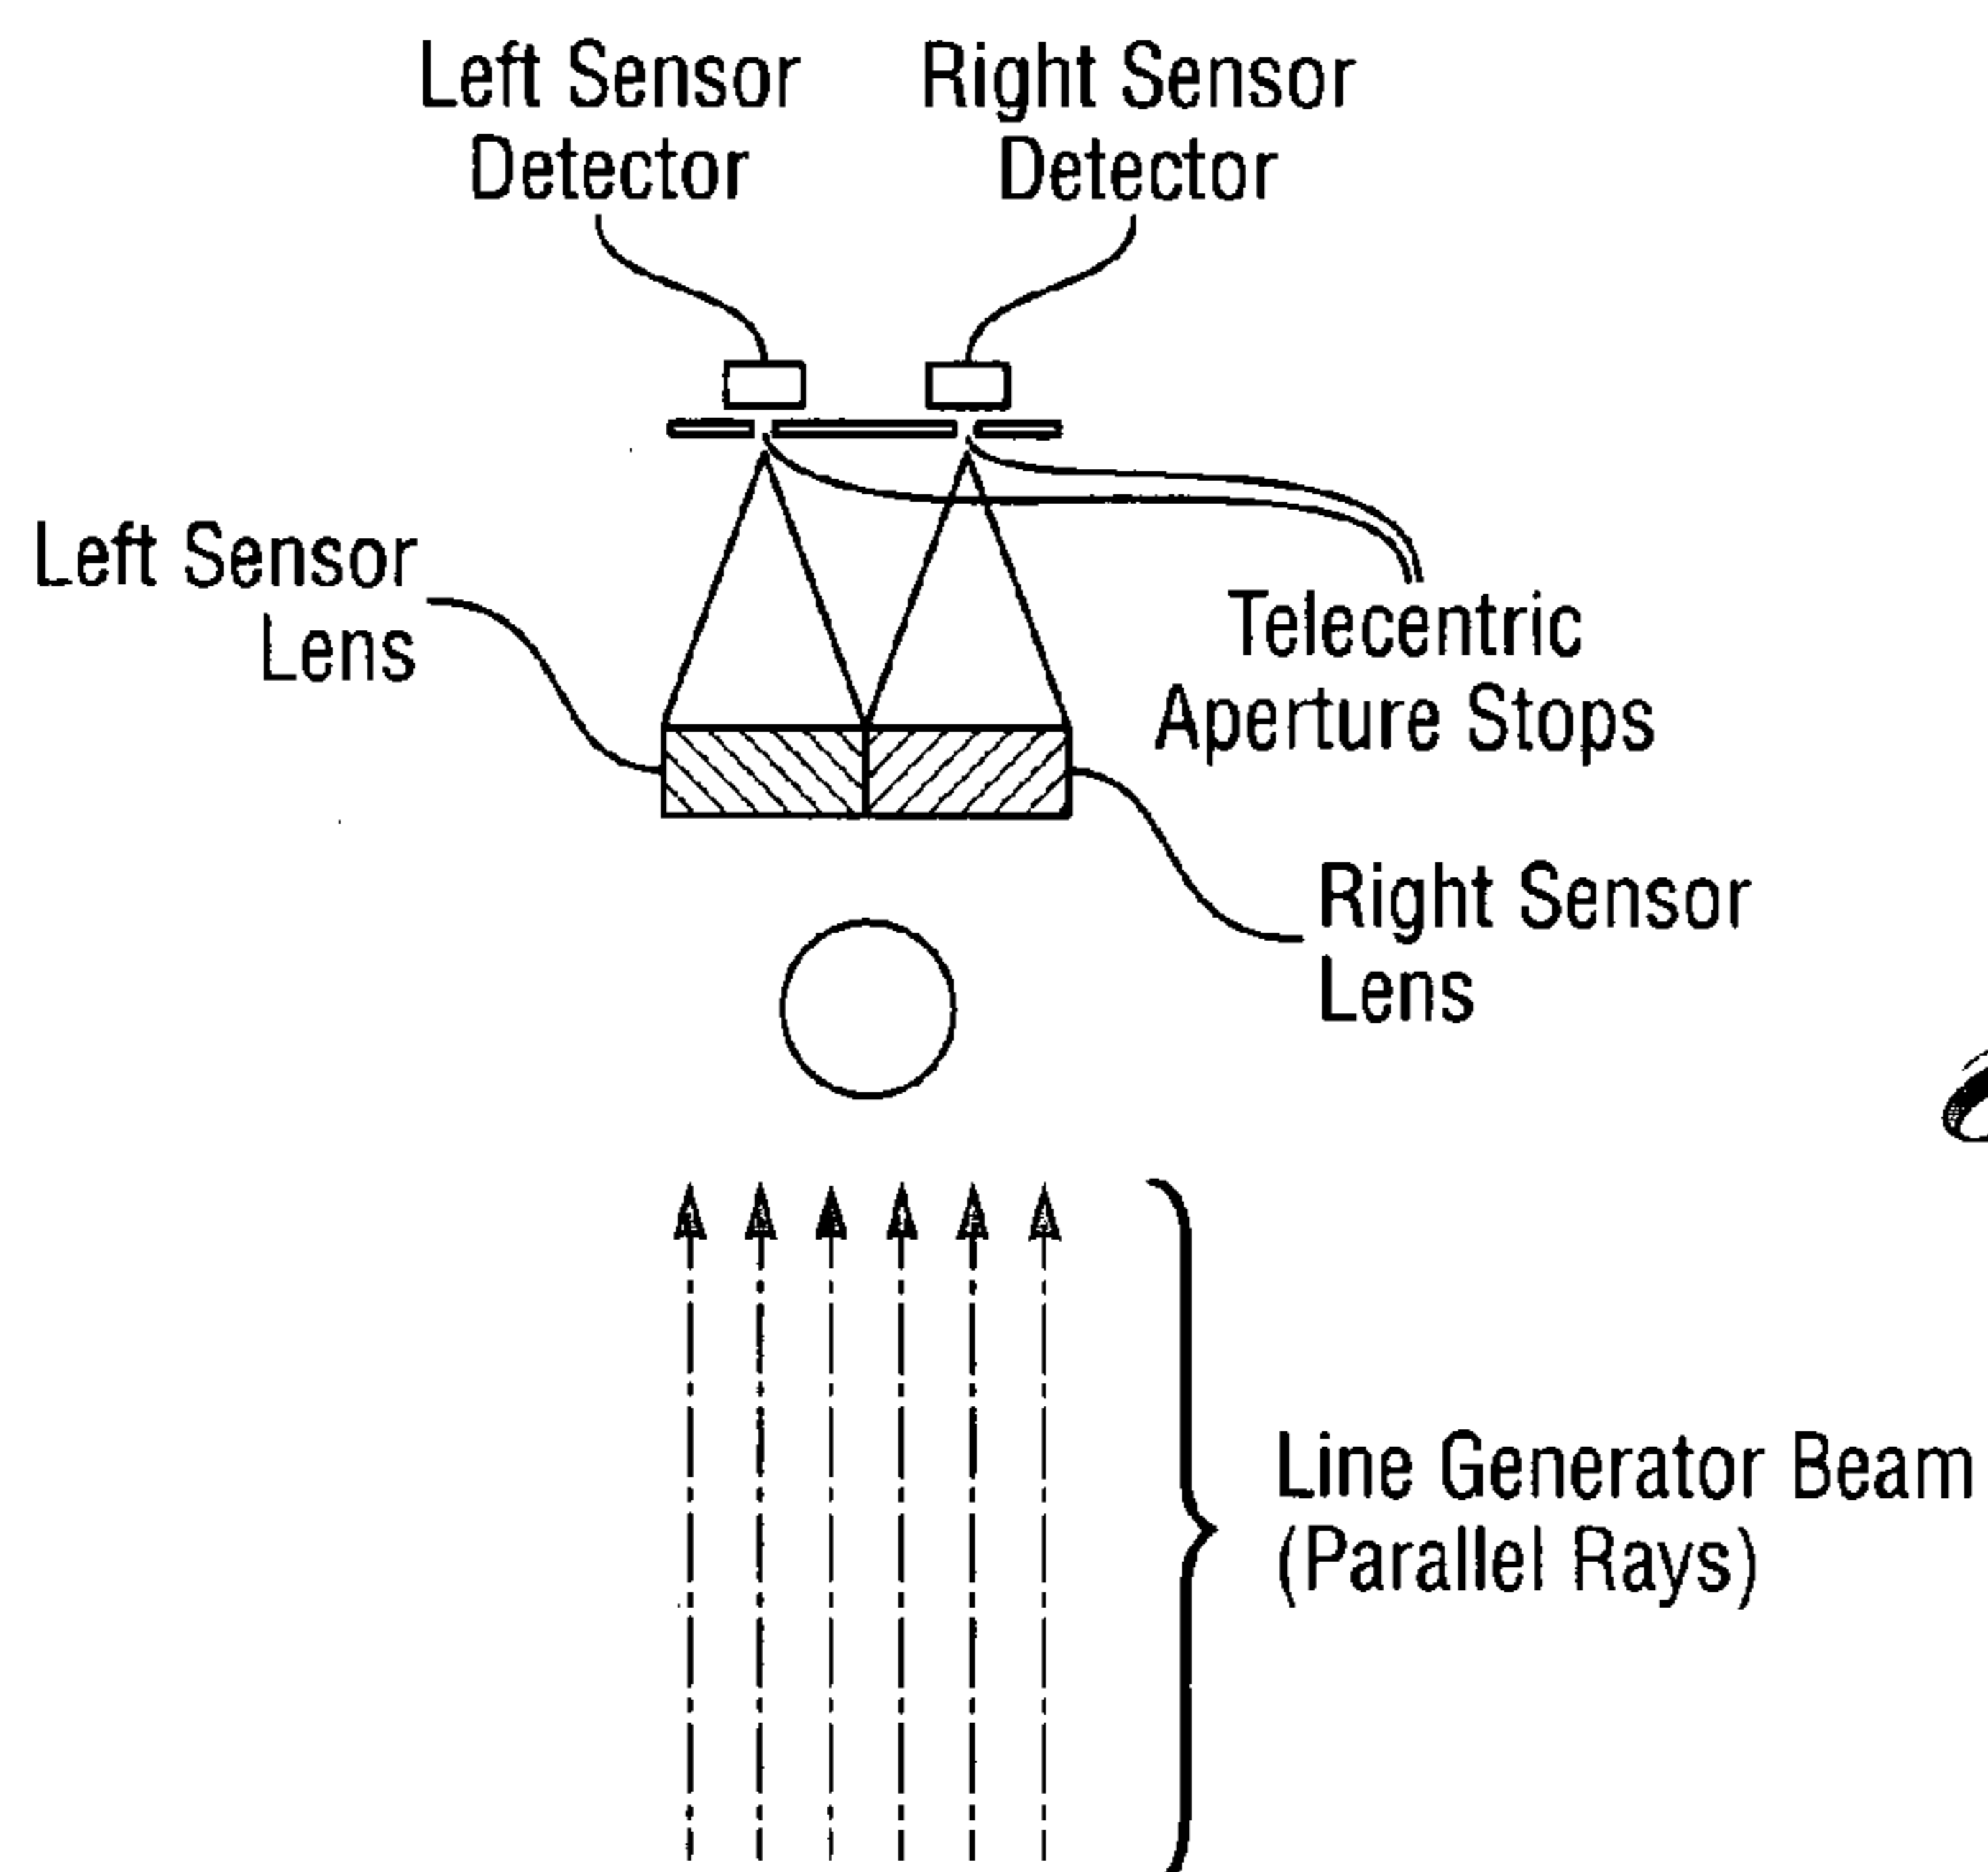 Left Sensor
Detector
Right Sensor
Detector
Left Sensor
Lens
Telecentric
Aperture Stops
Right Sensor
Lens
Line Generator Beam
(Parallel Rays)